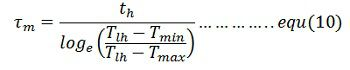 τ_m = t_h / log_e ((T_lh − T_min) / (T_lh − T_max)) … … … … .. equ(10)